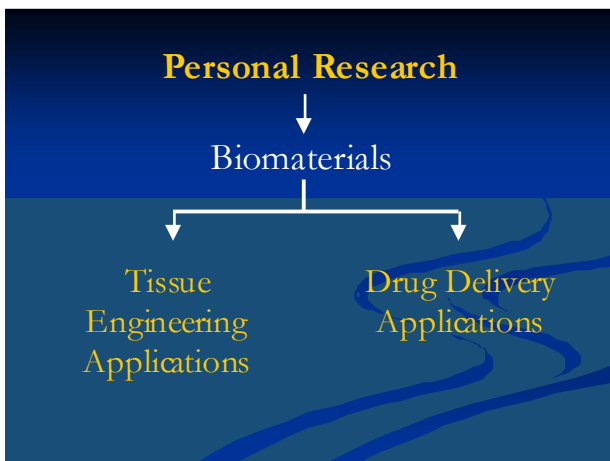 Personal Research
Biomaterials
Tissue
Engineering
Applications
Drug Delivery
Applications